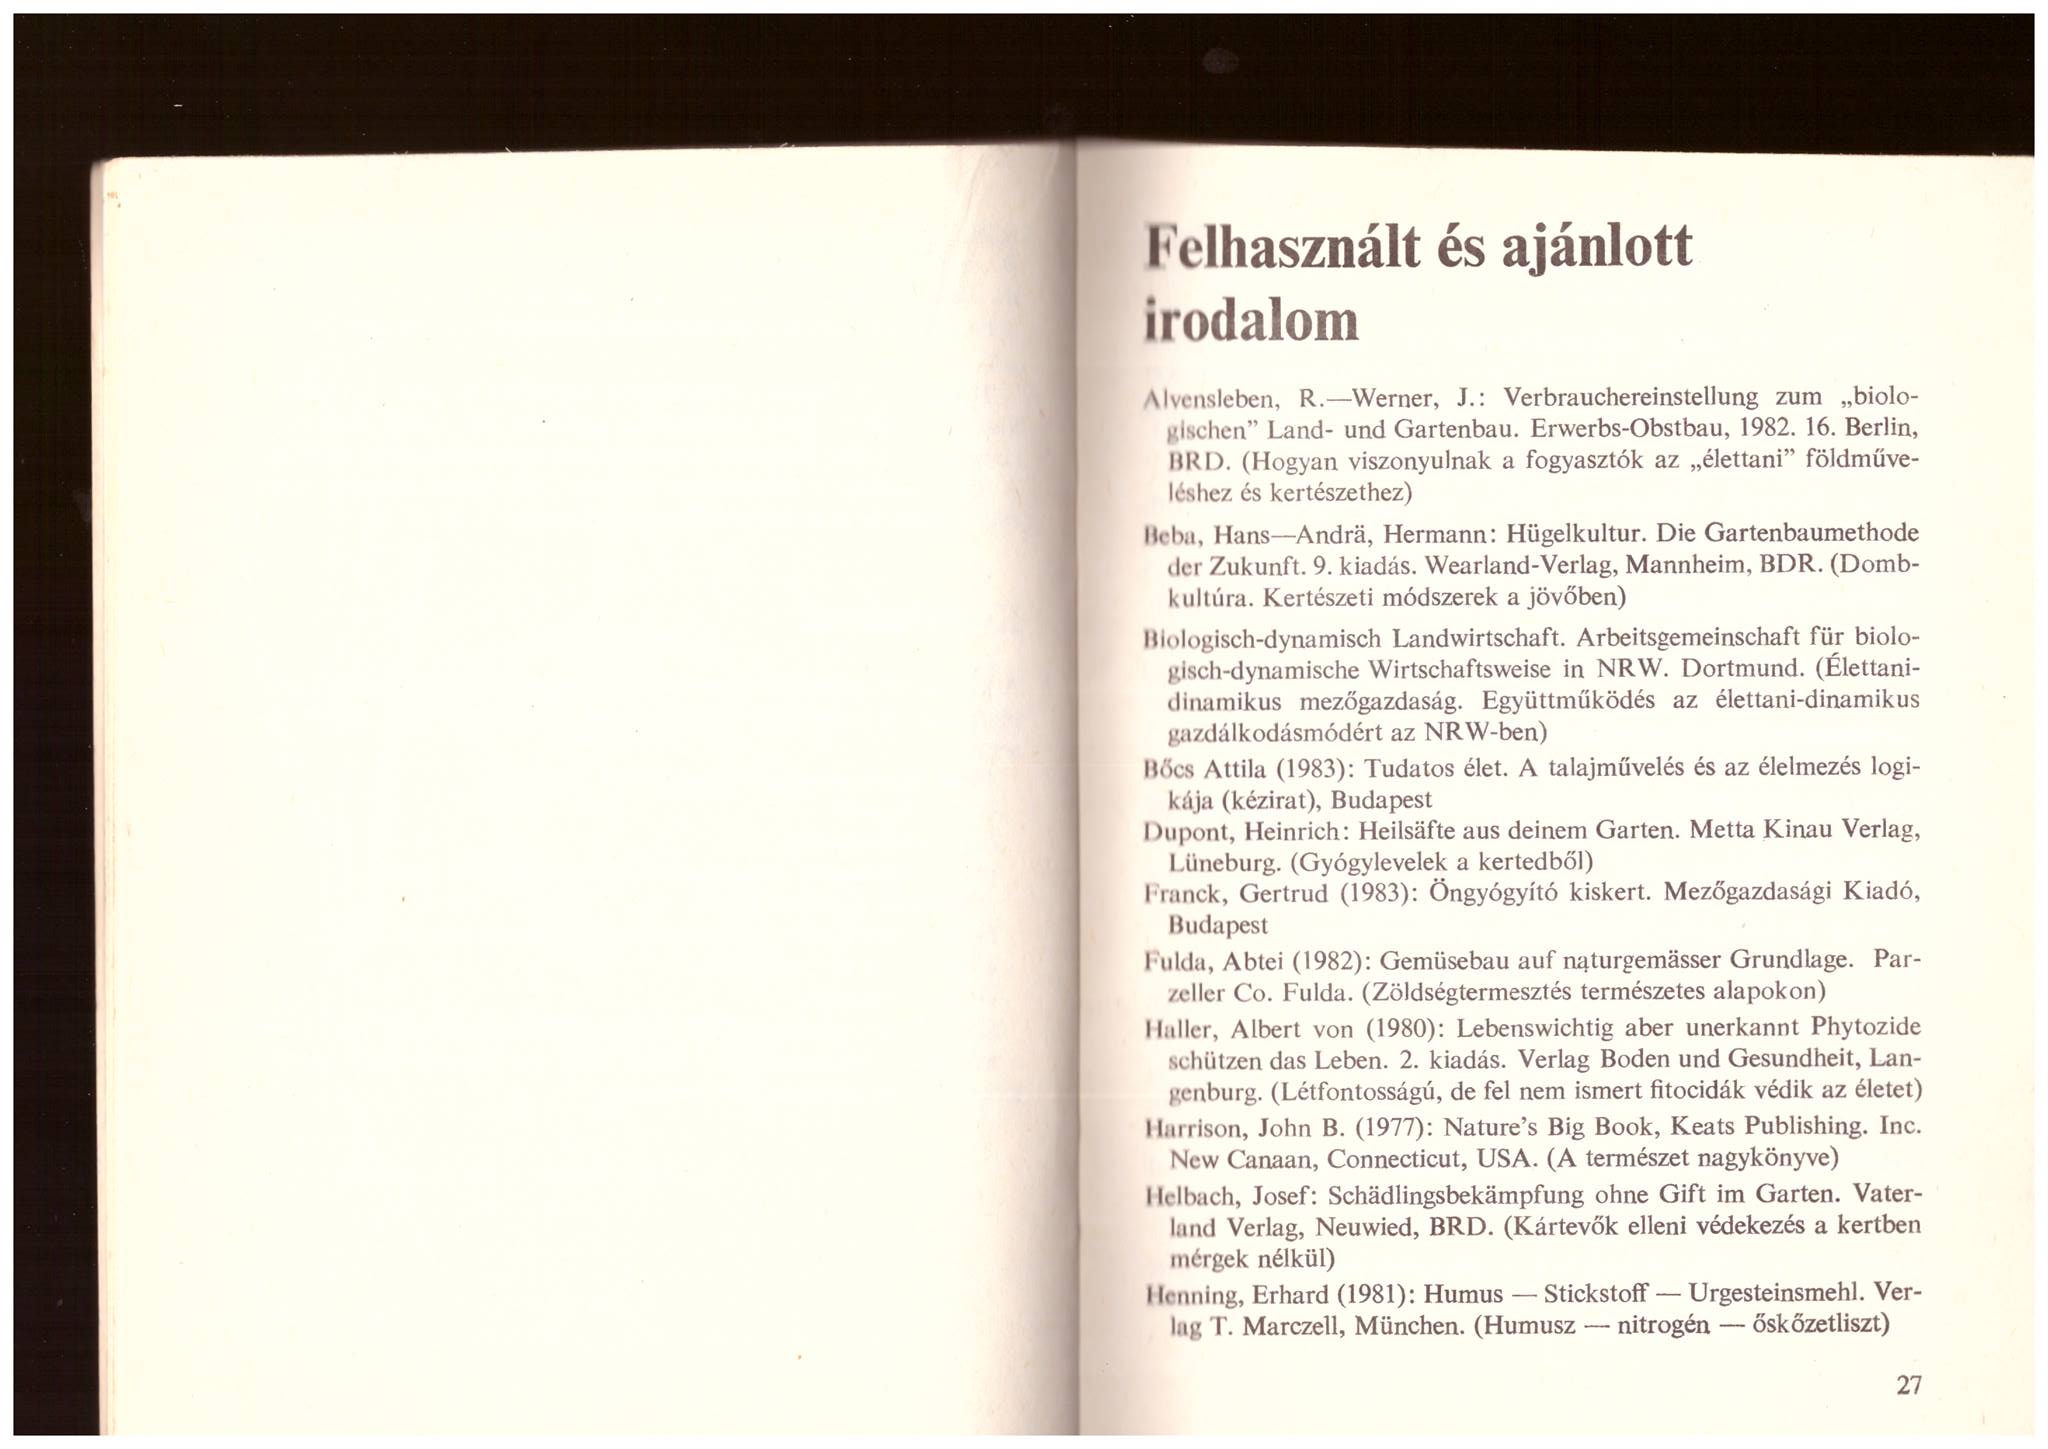 Felhasznált és ajánlott
irodalom
Alvensleben, R.—Werner, J.: Verbrauchereinstellung zum „biolo-
gischen” Land- und Gartenbau. Erwerbs-Obstbau, 1982. 16. Berlin,
BRD. (Hogyan viszonyulnak a fogyasztók az „élettani” földműve-
léshez és kertészethez)
Beba, Hans—Andrä, Hermann: Hügelkultur. Die Gartenbaumethode
der Zukunft. 9. kiadás. Wearland-Verlag, Mannheim, BDR. (Domb-
kultúra. Kertészeti módszerek a jövőben)
Biologisch-dynamisch Landwirtschaft. Arbeitsgemeinschaft für biolo-
gisch-dynamische Wirtschaftsweise in NRW. Dortmund. (Élettani-
dinamikus mezőgazdaság. Együttműködés az élettani-dinamikus
gazdálkodásmódért az NRW-ben)
Bőcs Attila (1983): Tudatos élet. A talajművelés és az élelmezés logi-
kája (kézirat), Budapest
Dupont, Heinrich: Heilsäfte aus deinem Garten. Metta Kinau Verlag,
Lüneburg. (Gyógylevelek a kertedből)
Franck, Gertrud (1983): Öngyógyító kiskert. Mezőgazdasági Kiadó,
Budapest
Fulda, Abtei (1982): Gemüsebau auf naturgemässer Grundlage. Par-
zeller Co. Fulda. (Zöldségtermesztés természetes alapokon)
Haller, Albert von (1980): Lebenswichtig aber unerkannt Phytozide
schützen das Leben. 2. kiadás. Verlag Boden und Gesundheit, Lan-
genburg. (Létfontosságú, de fel nem ismert fitocidák védik az életet)
Harrison, John B. (1977): Nature’s Big Book, Keats Publishing. Inc.
New Canaan, Connecticut, USA. (A természet nagykönyve)
Helbach, Josef: Schädlingsbekämpfung ohne Gift im Garten. Vater-
land Verlag, Neuwied, BRD. (Kártevők elleni védekezés a kertben
mérgek nélkül)
Henning, Erhard (1981): Humus — Stickstoff — Urgesteinsmehl. Ver-
lag T. Marczell, München. (Humusz — nitrogén — őskőzetliszt)
27